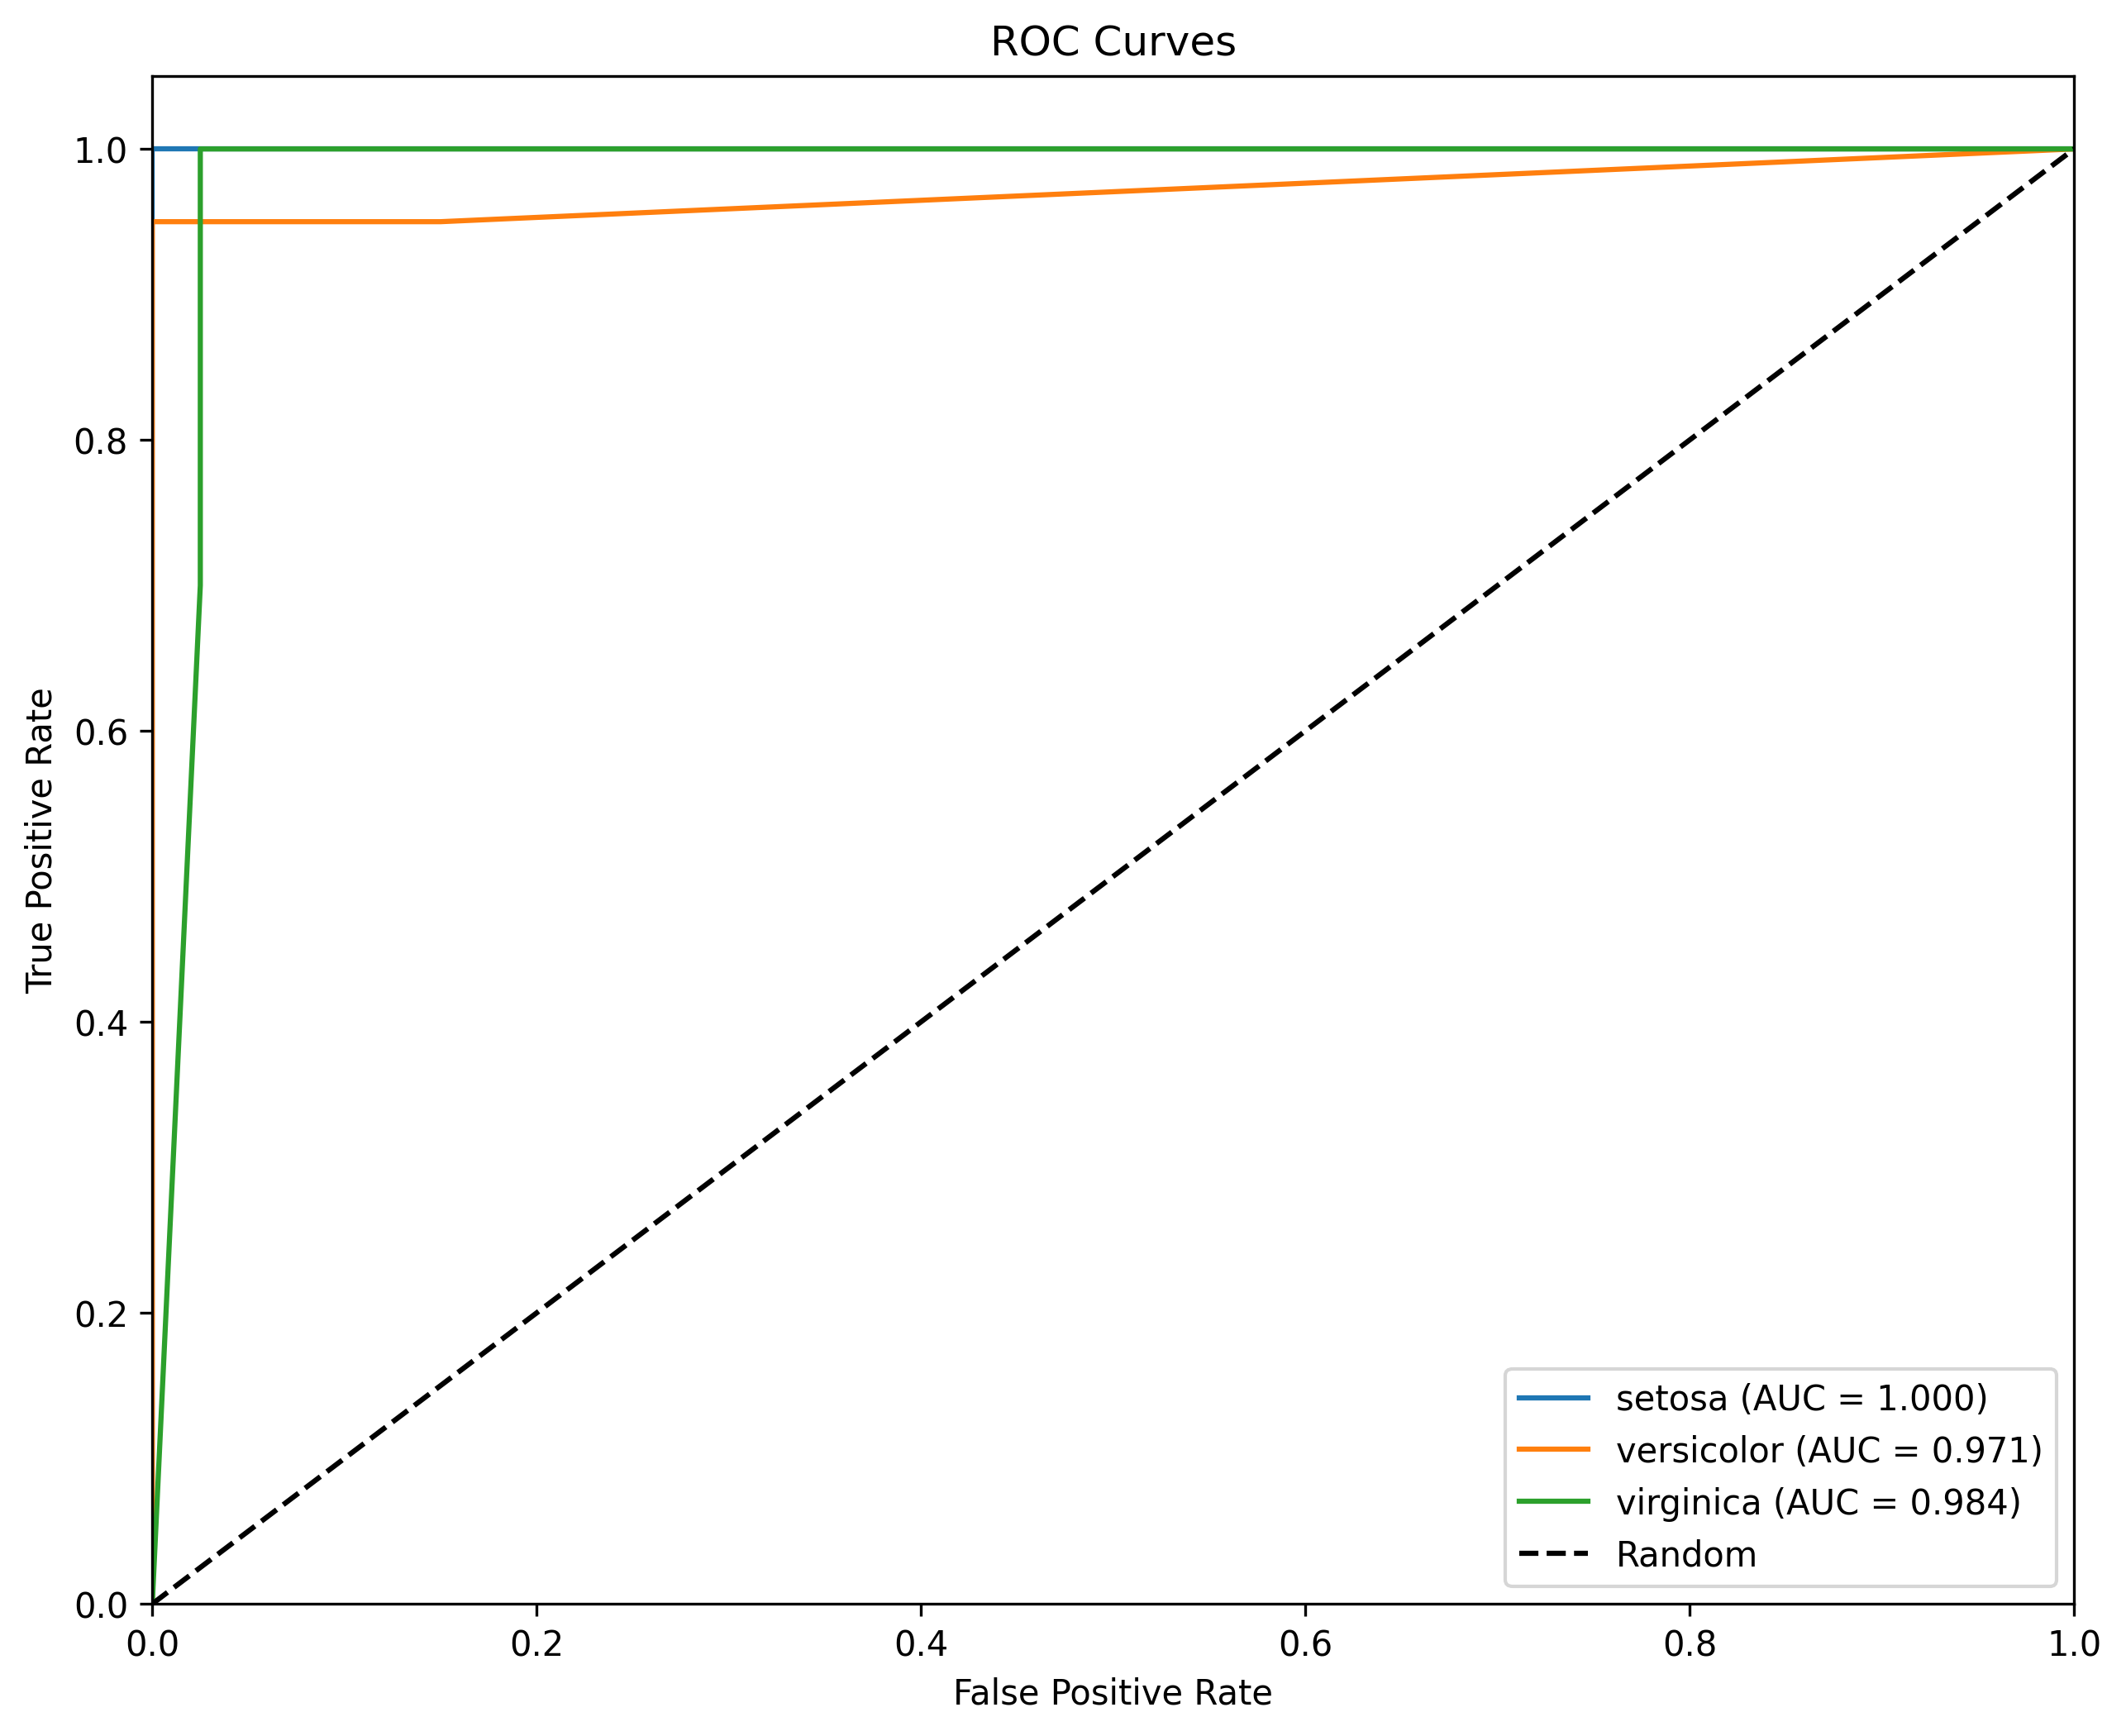 ROC Curves
1.0
0.8
0.6
0.4
0.2
0.0
True Positive Rate
0.0 0.2 0.4 0.6 0.8 1.0
False Positive Rate
setosa (AUC = 1.000)
versicolor (AUC = 0.971)
virginica (AUC = 0.984)
Random